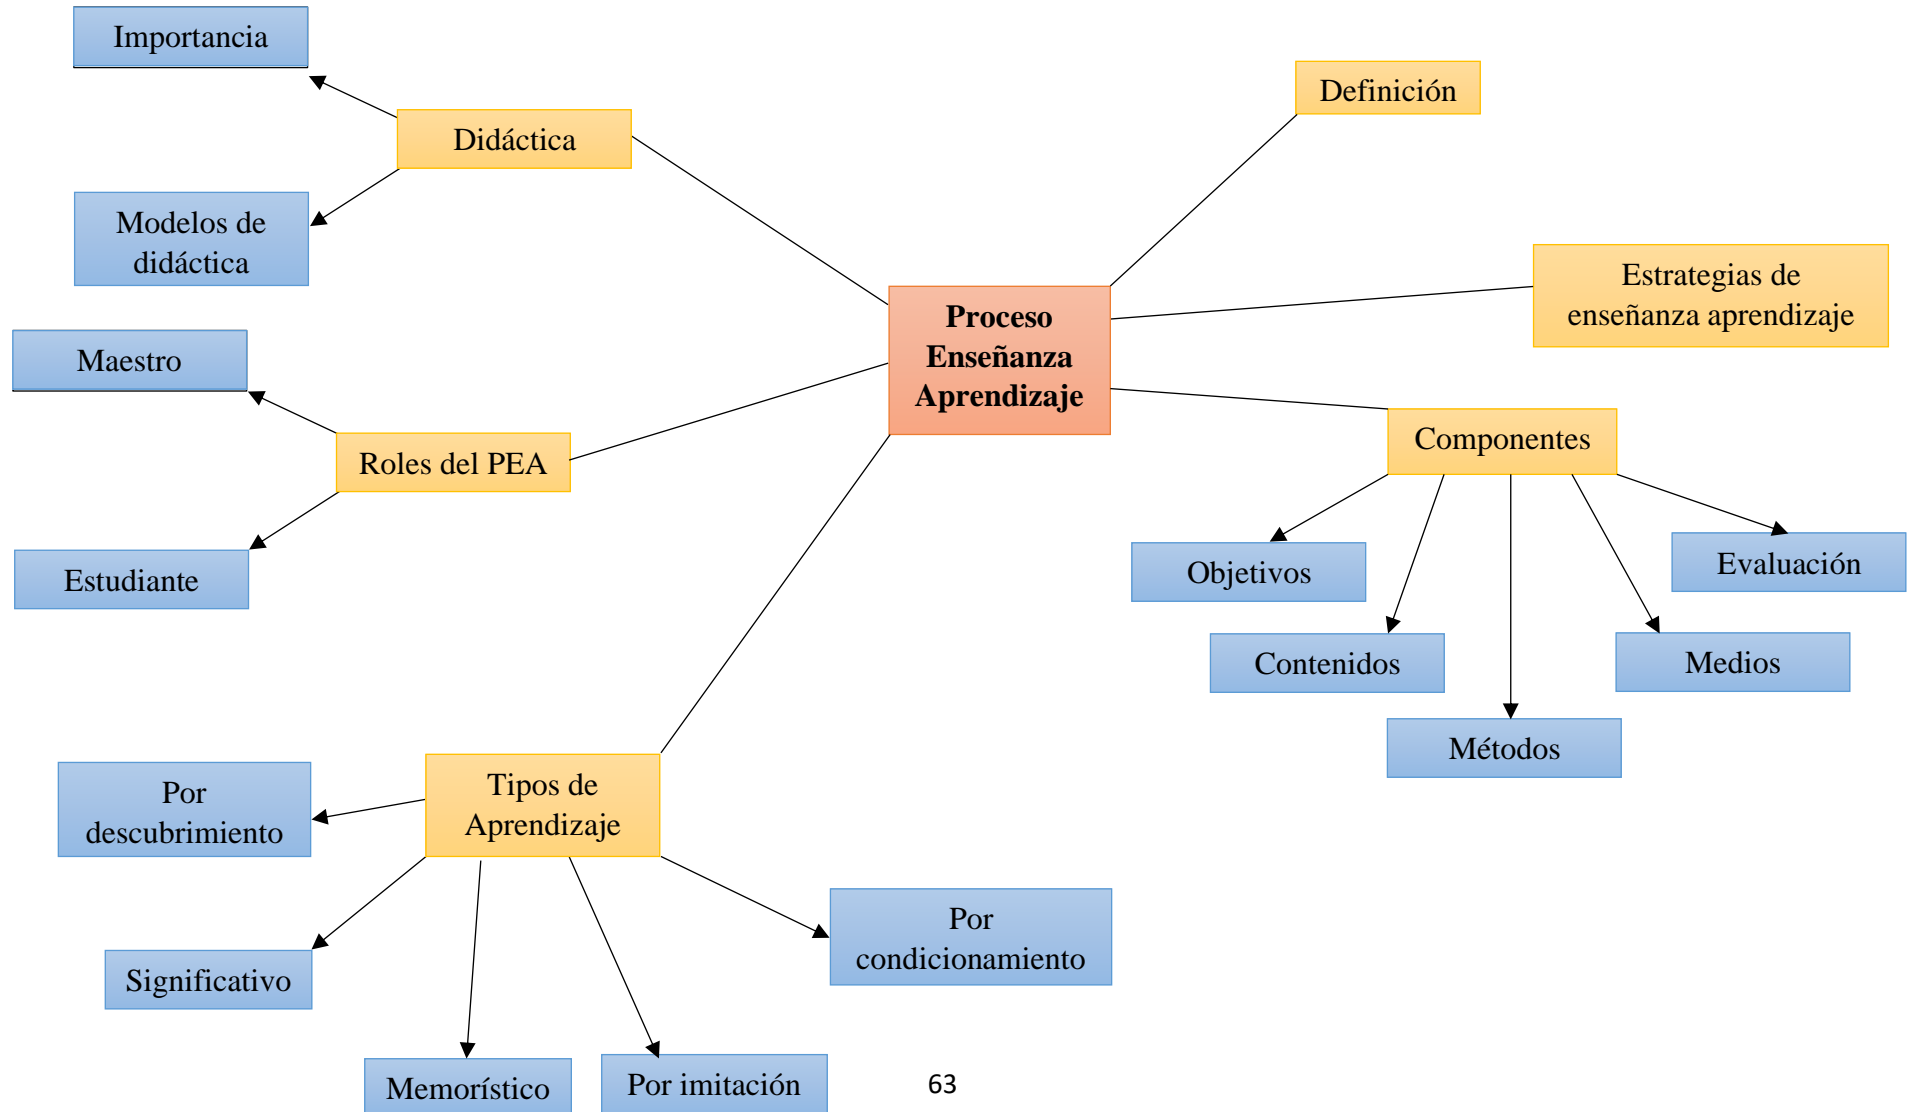 Importancia
Didáctica
Modelos de
didáctica
Definición
Estrategias de
enseñanza aprendizaje
Proceso
Enseñanza
Aprendizaje
Maestro
Roles del PEA
Estudiante
Componentes
Objetivos
Contenidos
Métodos
Medios
Evaluación
Tipos de
Aprendizaje
Por
descubrimiento
Significativo
Memorístico
Por imitación
Por
condicionamiento
63